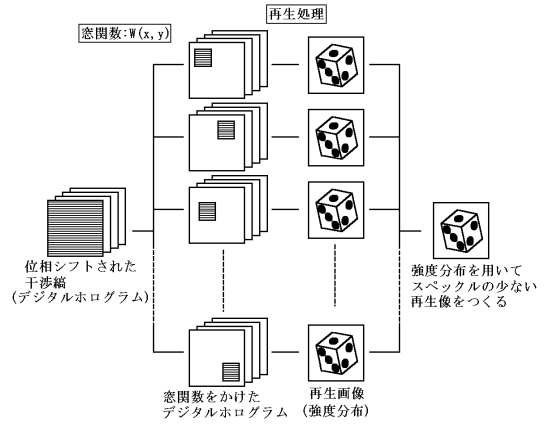 再生処理
窓関数:W(x,y)
位相シフトされた
干渉縞
(デジタルホログラム)
強度分布を用いて
スペックルの少ない
再生像をつくる
窓関数をかけた
デジタルホログラム
再生画像
(強度分布)